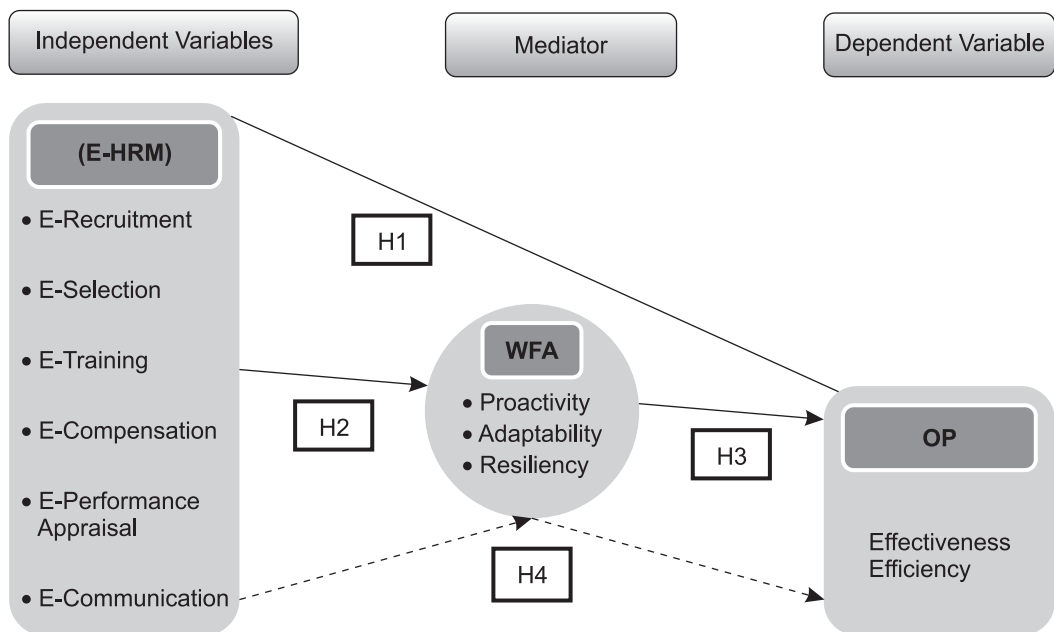 Independent Variables
Mediator
Dependent Variable
(E-HRM)
• E-Recruitment
• E-Selection
• E-Training
• E-Compensation
• E-Performance
Appraisal
• E-Communication
H1
H2
WFA
• Proactivity
• Adaptability
• Resiliency
H3
H4
OP
Effectiveness
Efficiency